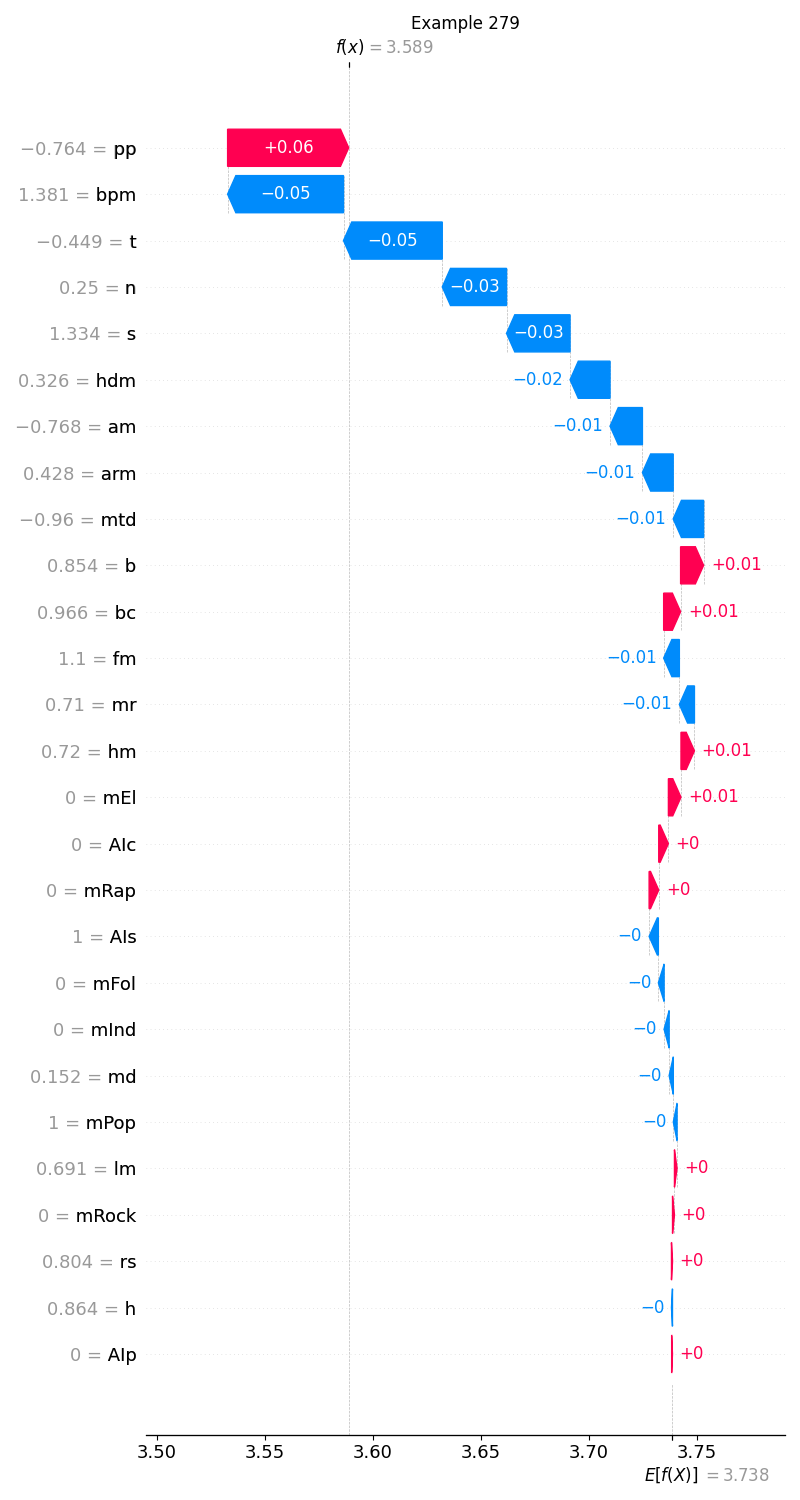 Example 279
f(x) = 3.589
−0.764 = pp +0.06
1.381 = bpm −0.05
−0.449 = t −0.05
0.25 = n −0.03
1.334 = s −0.03
0.326 = hdm −0.02
−0.768 = am −0.01
0.428 = arm −0.01
−0.96 = mtd −0.01
0.854 = b +0.01
0.966 = bc +0.01
1.1 = fm −0.01
0.71 = mr −0.01
0.72 = hm +0.01
0 = mEl +0.01
0 = AIc +0
0 = mRap +0
1 = AIs −0
0 = mFol −0
0 = mInd −0
0.152 = md −0
1 = mPop −0
0.691 = lm +0
0 = mRock +0
0.804 = rs +0
0.864 = h −0
0 = AIp +0
3.50 3.55 3.60 3.65 3.70 3.75
E[f(X)] = 3.738